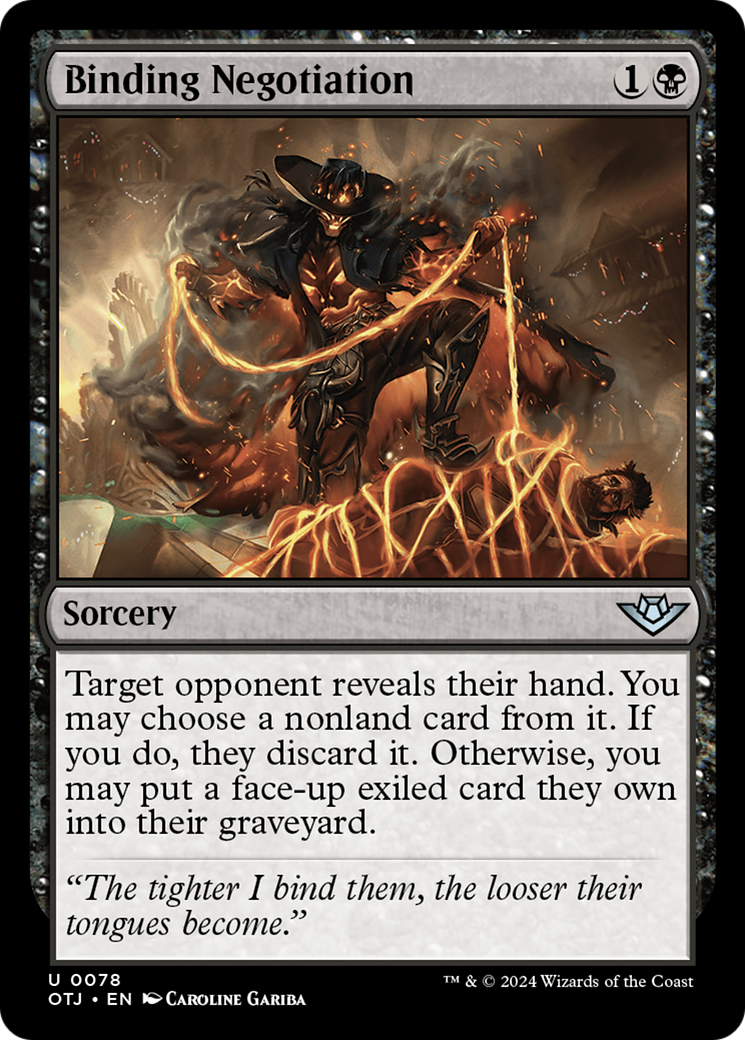 Binding Negotiation 1
Sorcery
Target opponent reveals their hand. You
may choose a nonland card from it. If
you do, they discard it. Otherwise, you
may put a face-up exiled card they own
into their graveyard.
“The tighter I bind them, the looser their
tongues become.”
U 0078
OTJ • EN CAROLINE GARIBA
™ & © 2024 Wizards of the Coast